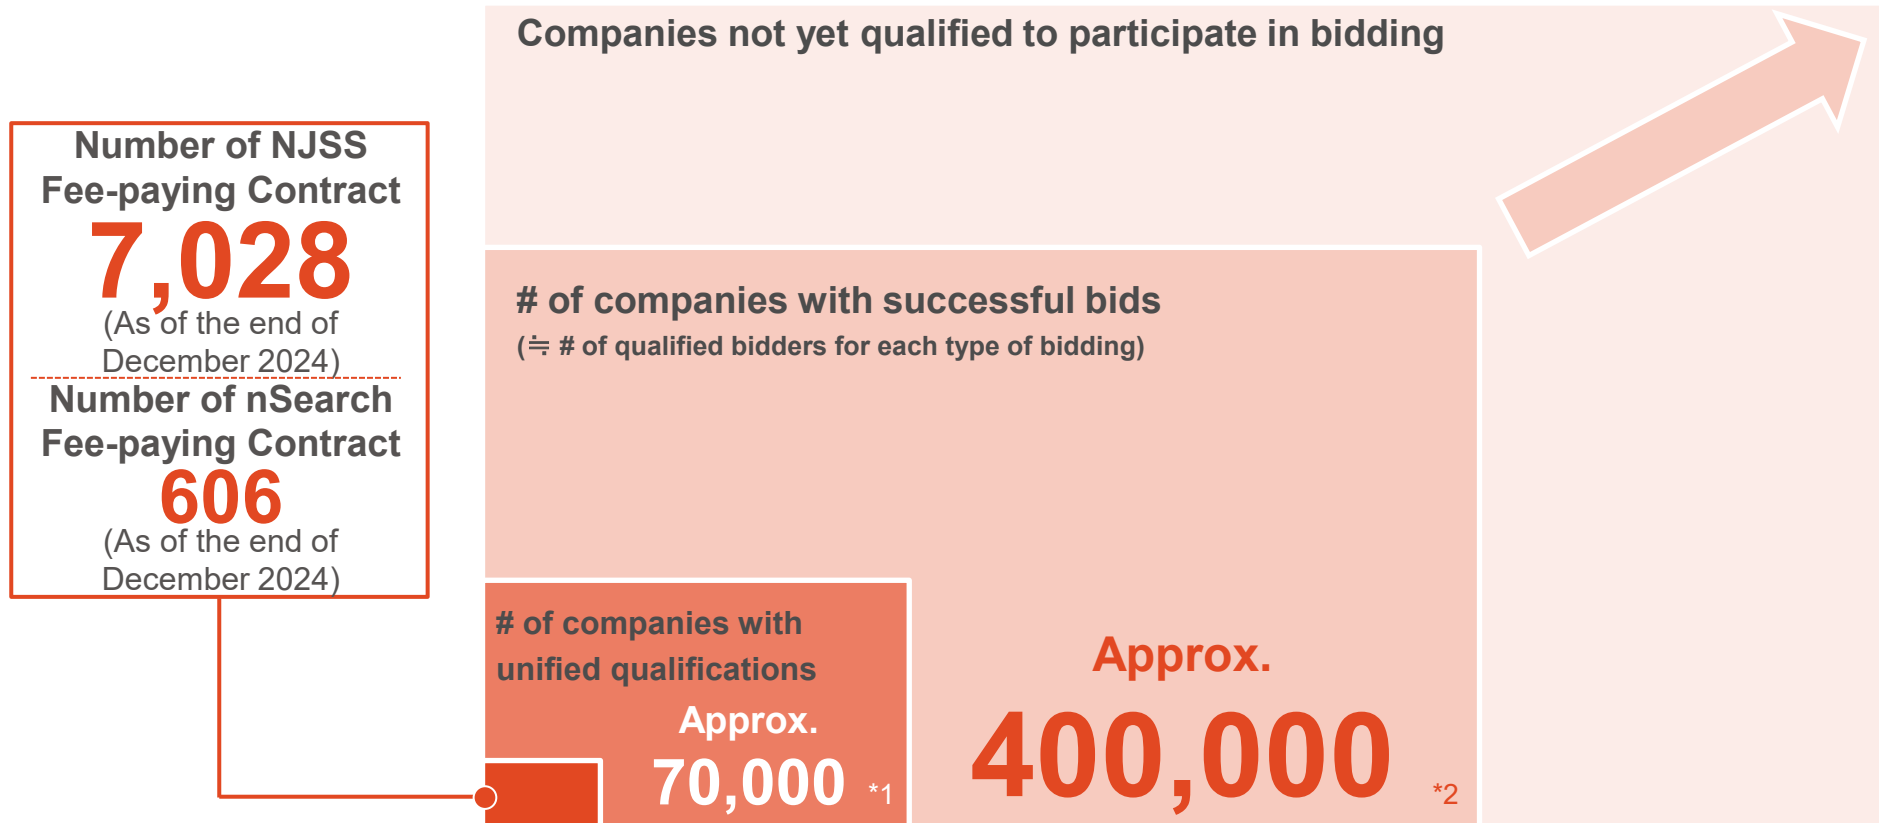 Companies not yet qualified to participate in bidding
Number of NJSS
Fee-paying Contract
7,028
(As of the end of
December 2024)
Number of nSearch
Fee-paying Contract
606
(As of the end of
December 2024)
# of companies with successful bids
(≒ # of qualified bidders for each type of bidding)
# of companies with
unified qualifications
Approx.
70,000 *1
Approx.
400,000 *2